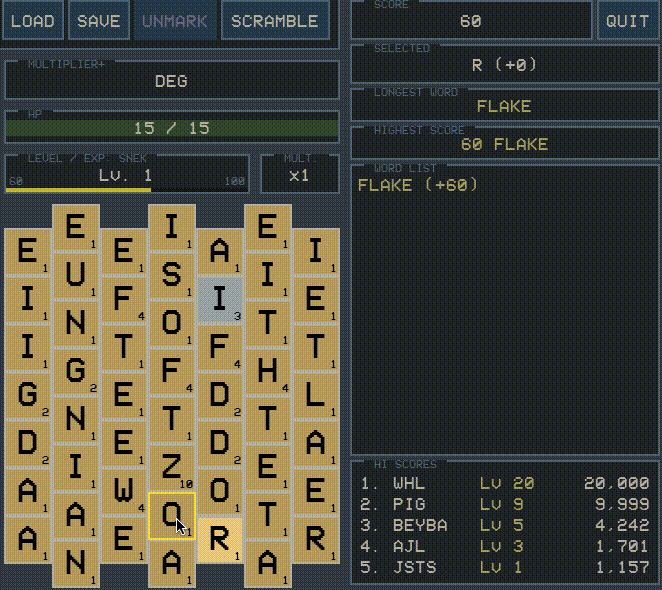 LOAD SAVE UNMARK SCRAMBLE
SCORE
60
QUIT
MULTIPLIER+
DEG
SELECTED
R (+0)
HP
15 / 15
LONGEST WORD
FLAKE
HIGHEST SCORE
60 FLAKE
LEVEL / EXP. SNEK
60 Lv. 1 100
MULT.
x1
WORD LIST
FLAKE (+60)
E I E
E E A I
U S I
I F I E
N O T
I T F T
G F H
G E D L
N T T
D E D A
I Z E
A W O E
A O T
A E R R
N A A
HI SCORES
1. WHL Lv 20 20,000
2. PIG Lv 9 9,999
3. BEYBA Lv 5 4,242
4. AJL Lv 3 1,701
5. JSTS Lv 1 1,157